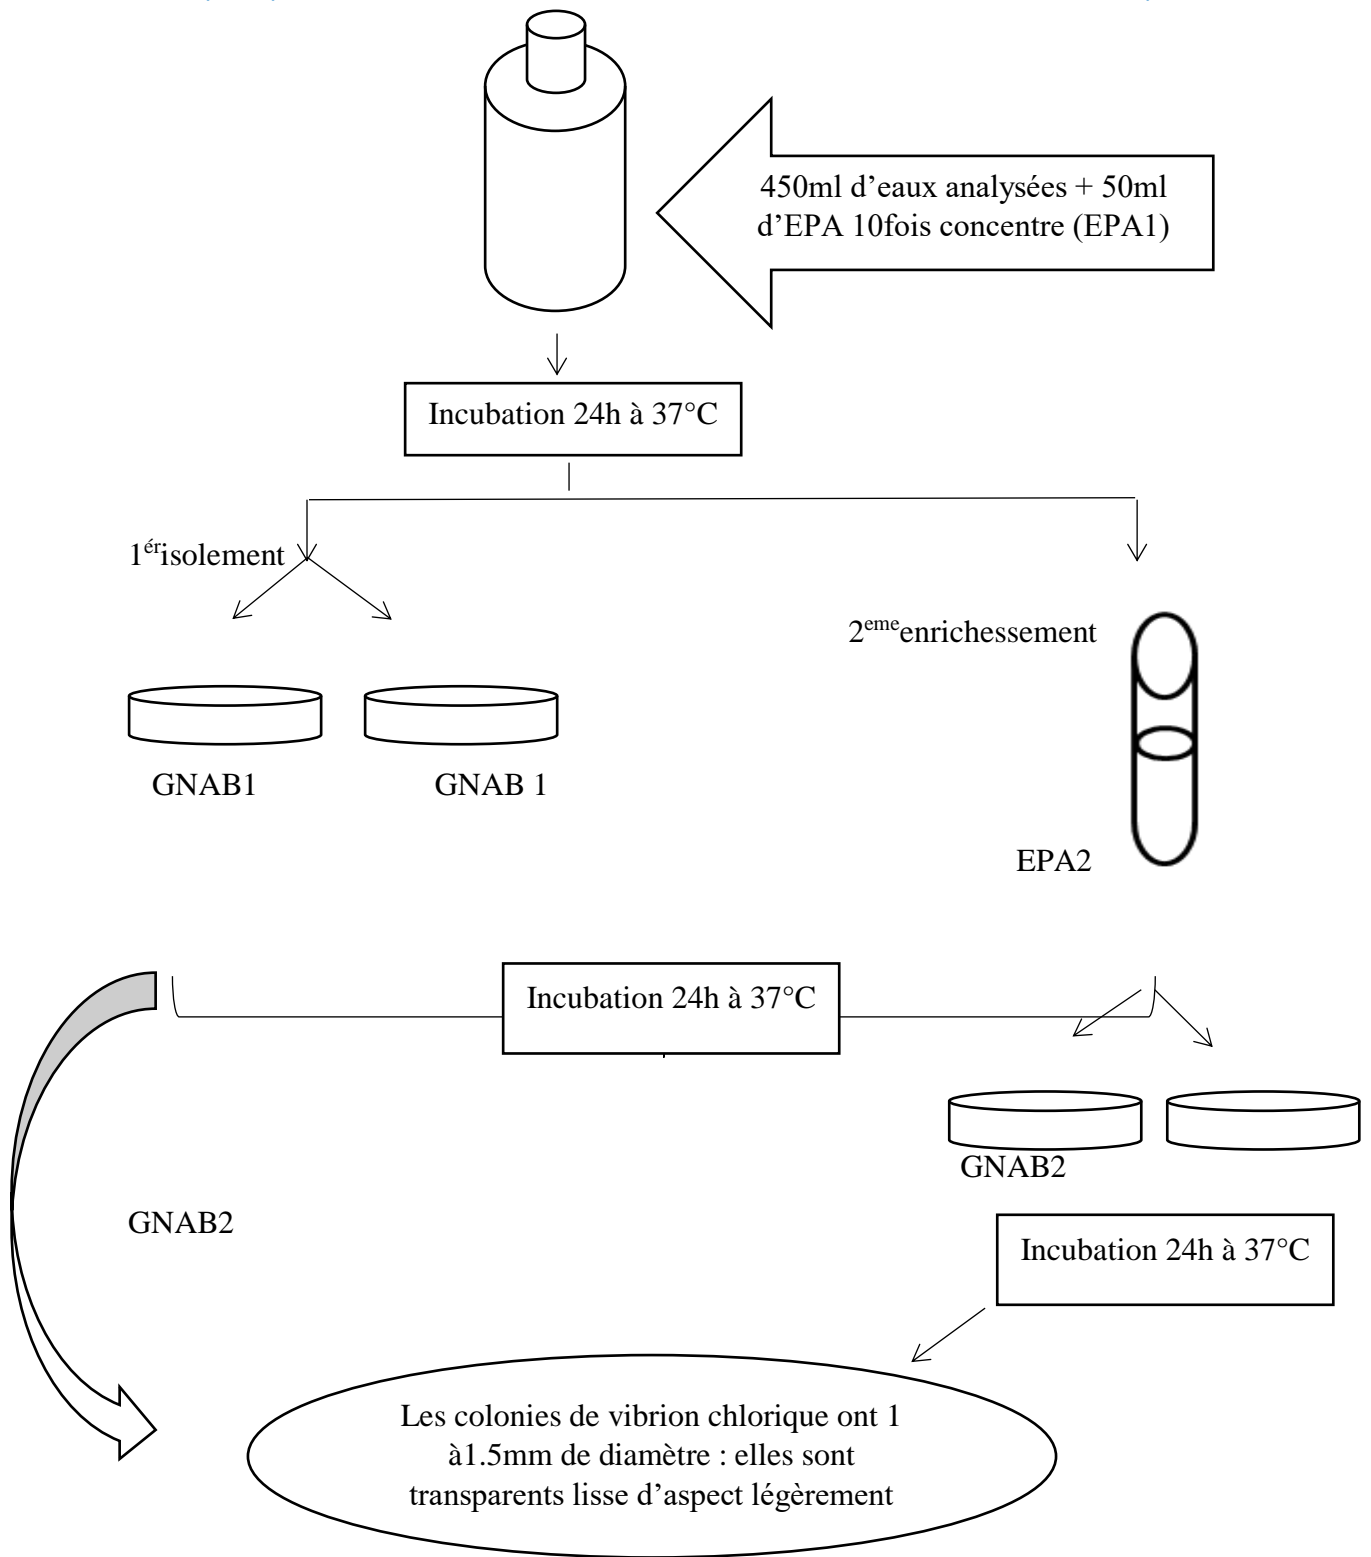 450ml d’eaux analysées + 50ml
d’EPA 10fois concentre (EPA1)
Incubation 24h à 37°C
1érisolement
2emeenrichessement
GNAB1
GNAB 1
EPA2
Incubation 24h à 37°C
GNAB2
GNAB2
Incubation 24h à 37°C
Les colonies de vibrion chlorique ont 1
à1.5mm de diamètre : elles sont
transparents lisse d’aspect légèrement